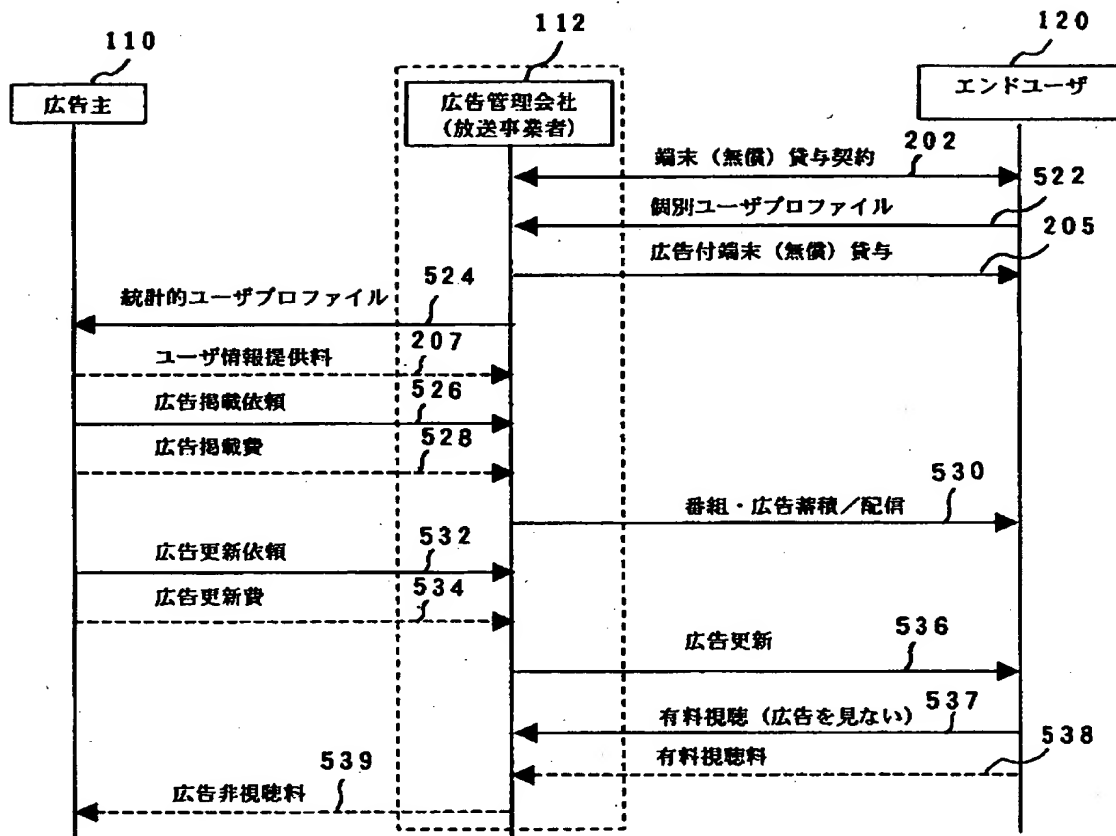 110
112
120
広告主
広告管理会社
(放送事業者)
エンドユーザ
端末（無償）貸与契約
202
個別ユーザプロファイル
522
広告付端末（無償）貸与
205
統計的ユーザプロファイル
524
ユーザ情報提供料
207
広告掲載依頼
526
広告掲載費
528
番組・広告蓄積／配信
530
広告更新依頼
532
広告更新費
534
広告更新
536
有料視聴（広告を見ない）
537
有料視聴料
538
広告非視聴料
539